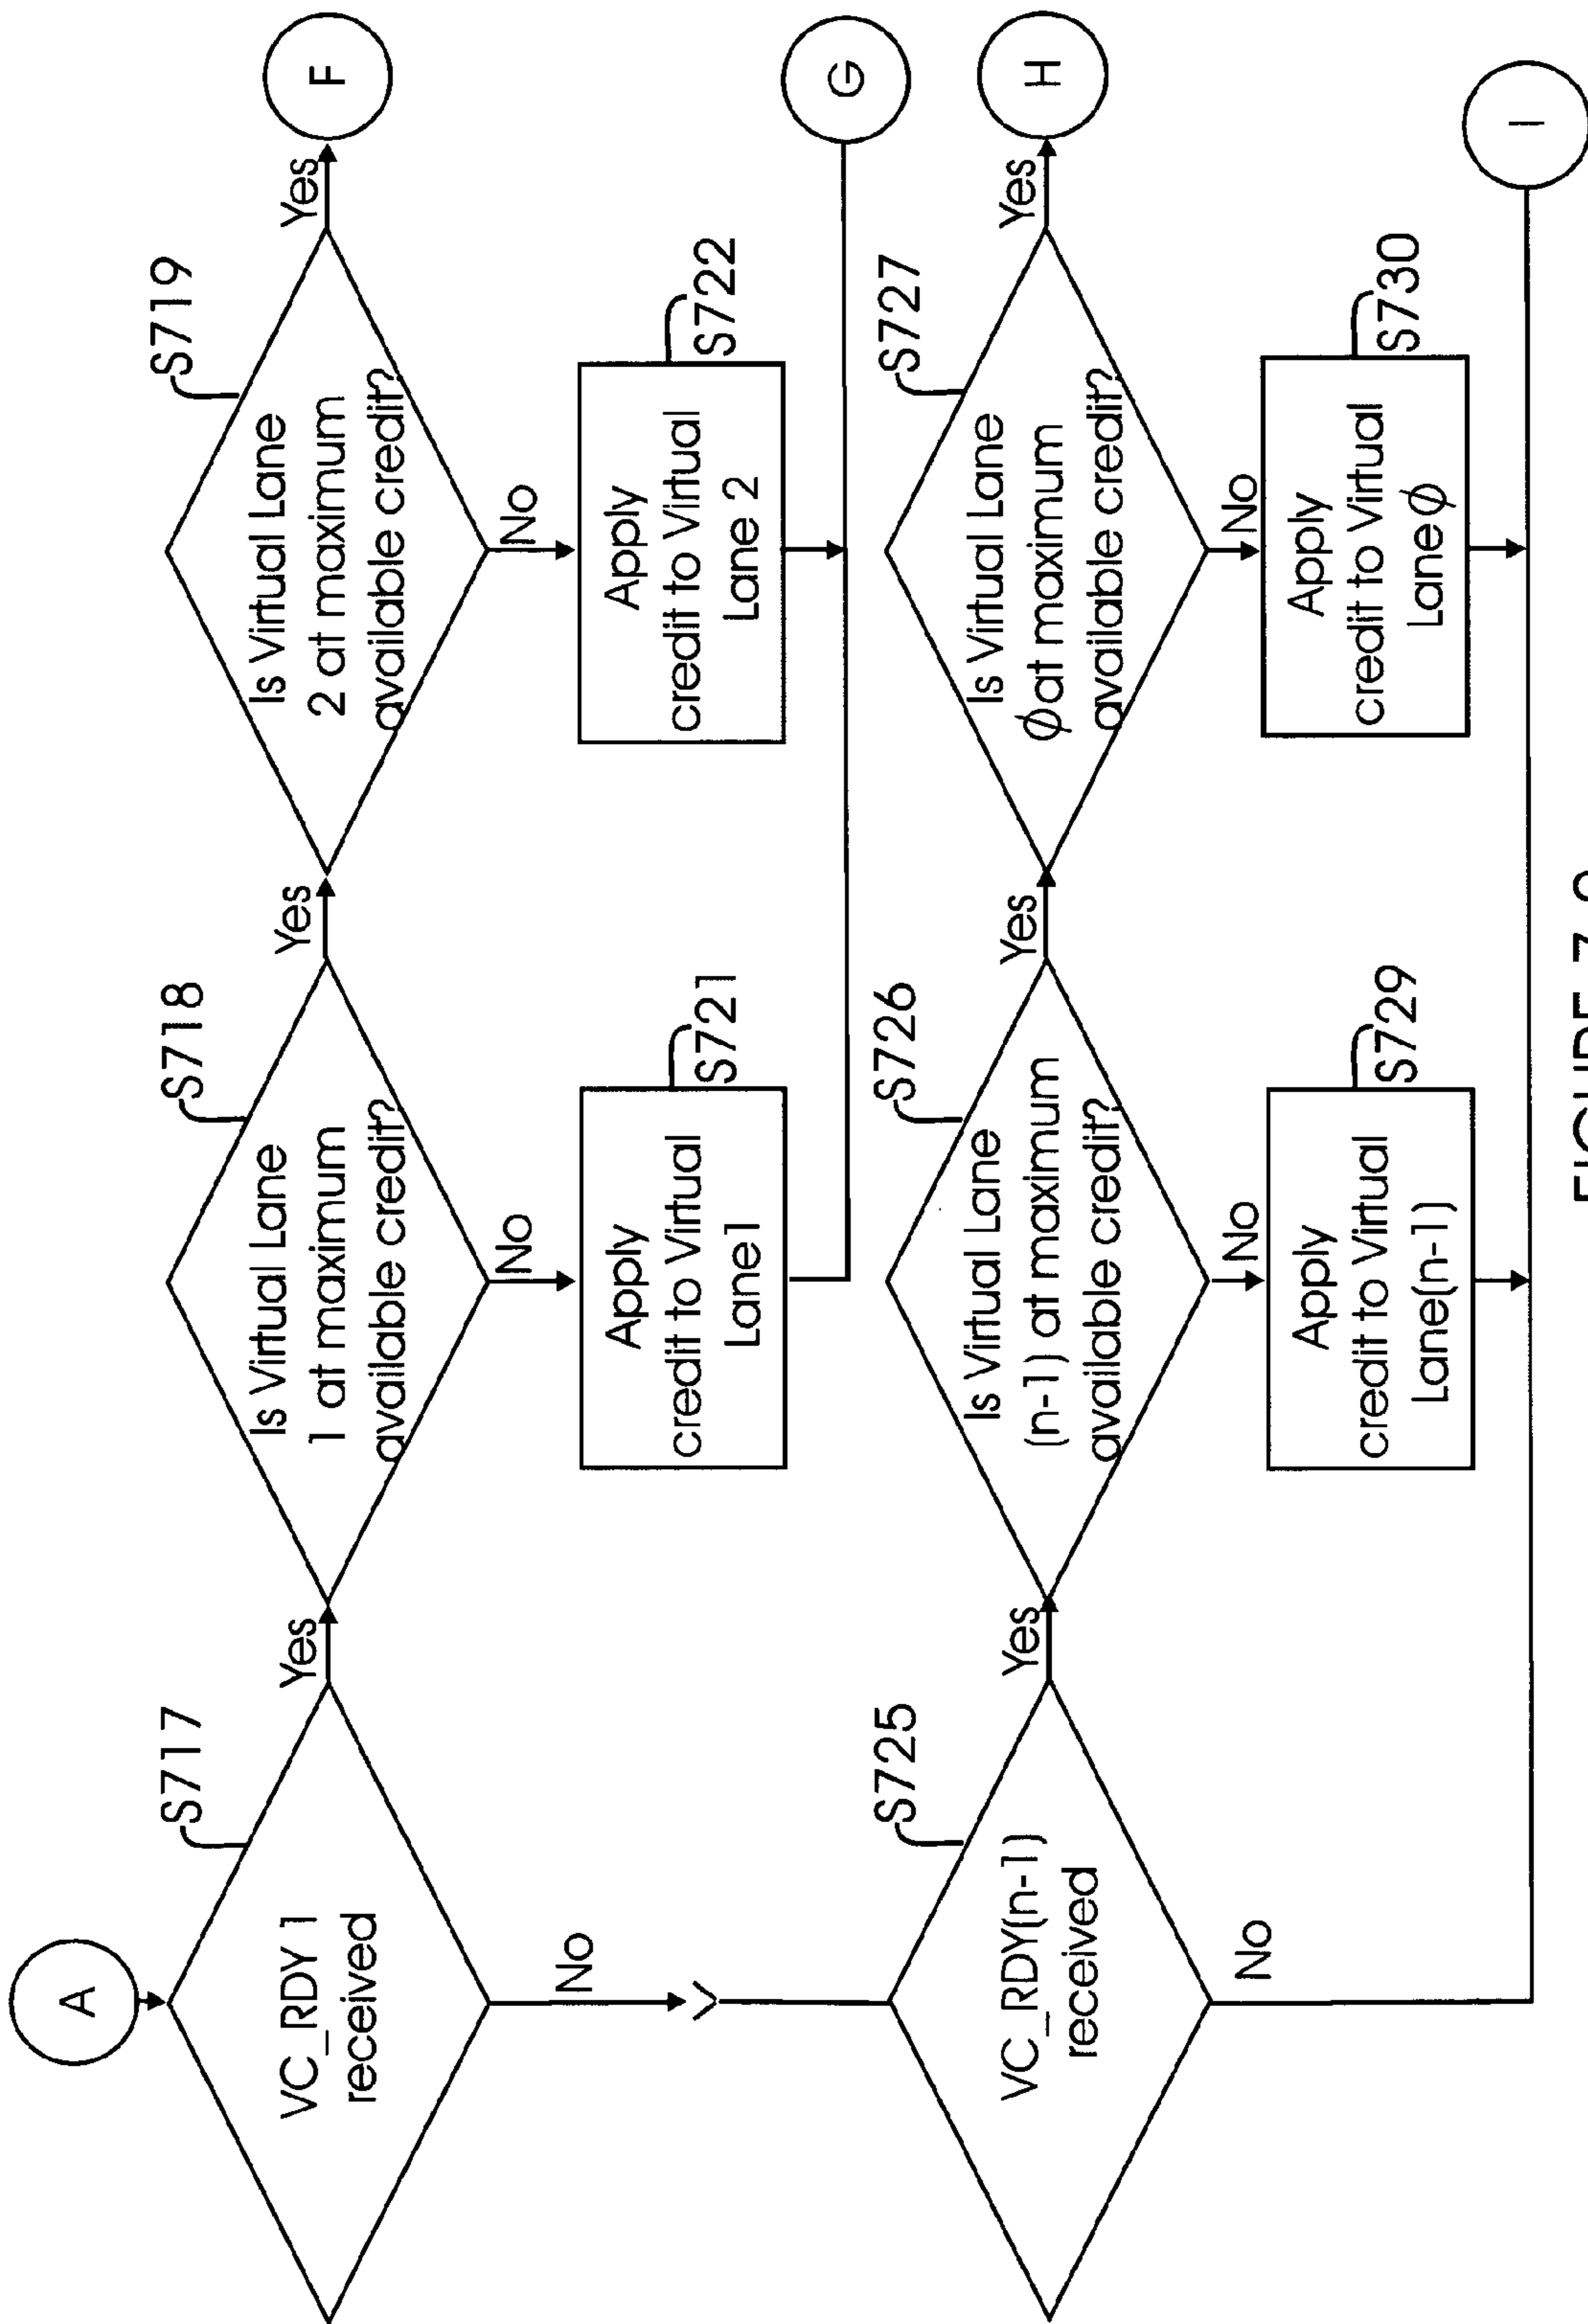 A
VC_RDY 1
received
S717
Yes
No
Is Virtual Lane
1 at maximum
available credit?
S718
Yes
No
Apply
credit to Virtual
Lane1
S721
Is Virtual Lane
2 at maximum
available credit?
S719
Yes
No
Apply
credit to Virtual
Lane 2
S722
F
G
VC_RDY(n-1)
received
S725
Yes
No
Is Virtual Lane
(n-1) at maximum
available credit?
S726
Yes
No
Apply
credit to Virtual
Lane(n-1)
S729
Is Virtual Lane
ϕ at maximum
available credit?
S727
Yes
No
Apply
credit to Virtual
Lane ϕ
S730
H
I
FIGURE